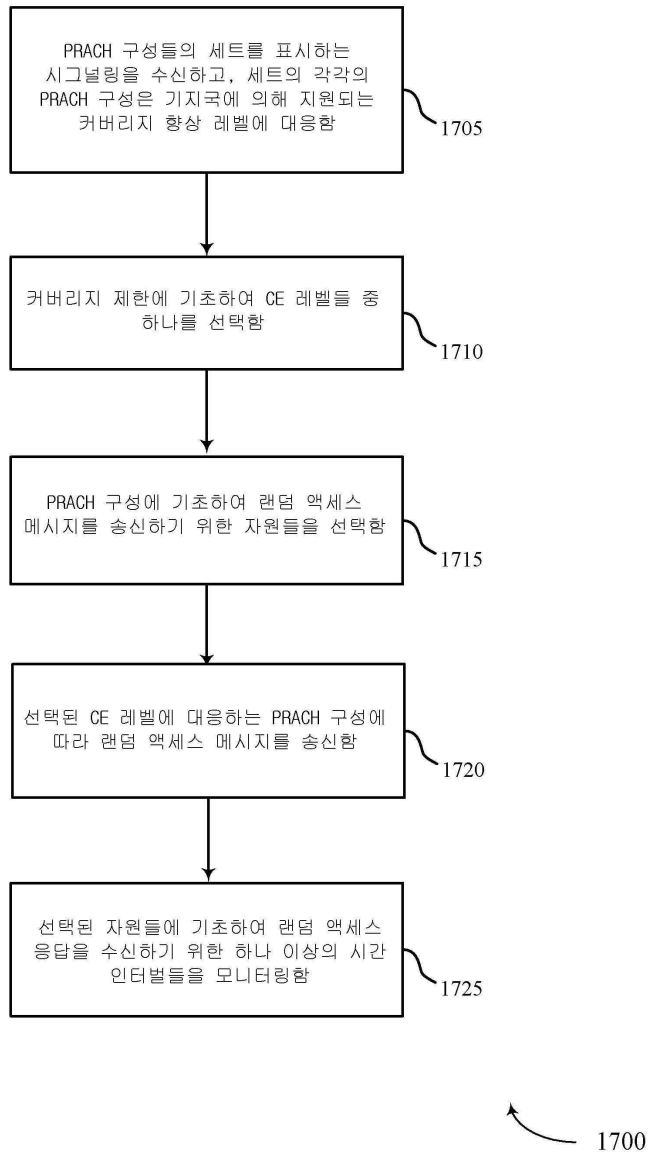 PRACH 구성들의 세트를 표시하는
시그널링을 수신하고, 세트의 각각의
PRACH 구성은 기지국에 의해 지원되는
커버리지 향상 레벨에 대응함
1705
커버리지 제한에 기초하여 CE 레벨들 중
하나를 선택함
1710
PRACH 구성에 기초하여 랜덤 액세스
메시지를 송신하기 위한 자원들을 선택함
1715
선택된 CE 레벨에 대응하는 PRACH 구성에
따라 랜덤 액세스 메시지를 송신함
1720
선택된 자원들에 기초하여 랜덤 액세스
응답을 수신하기 위한 하나 이상의 시간
인터벌들을 모니터링함
1725
1700